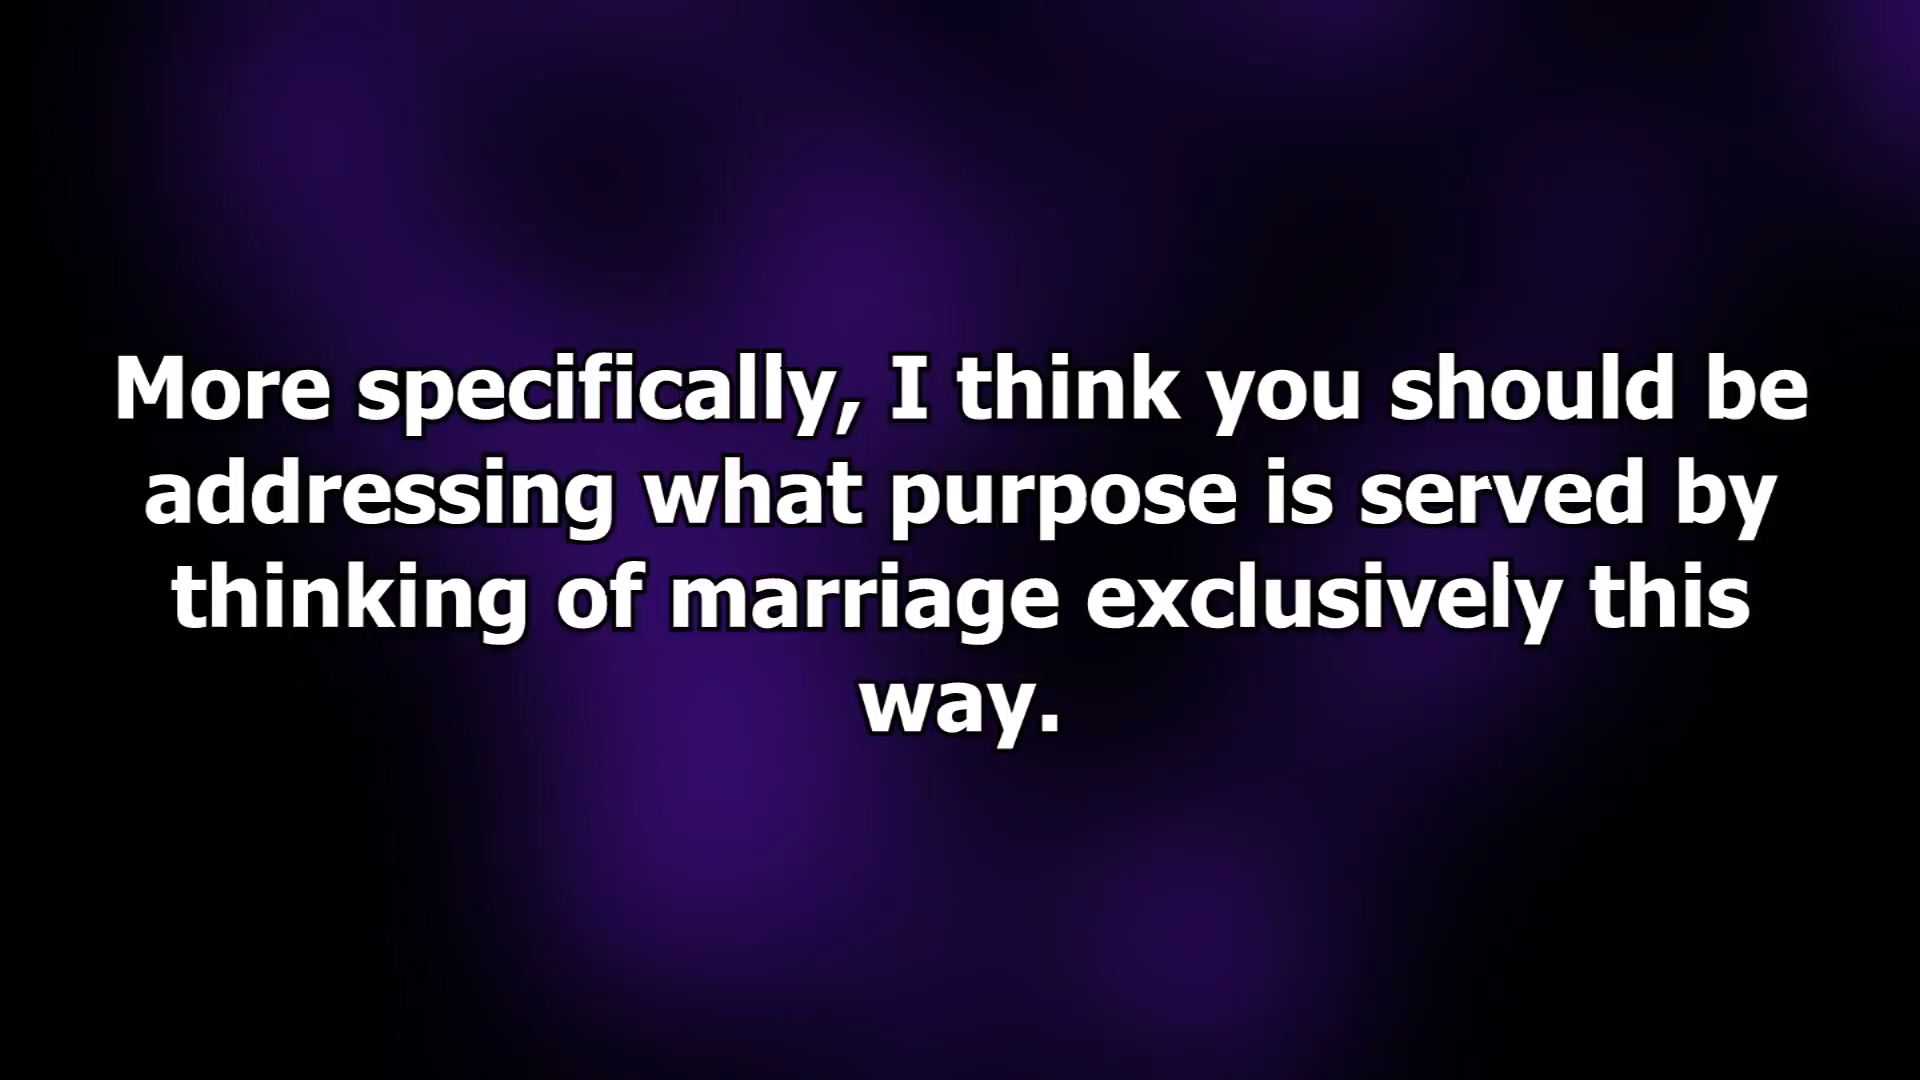 More specifically, I think you should be
addressing what purpose is served by
thinking of marriage exclusively this
way.